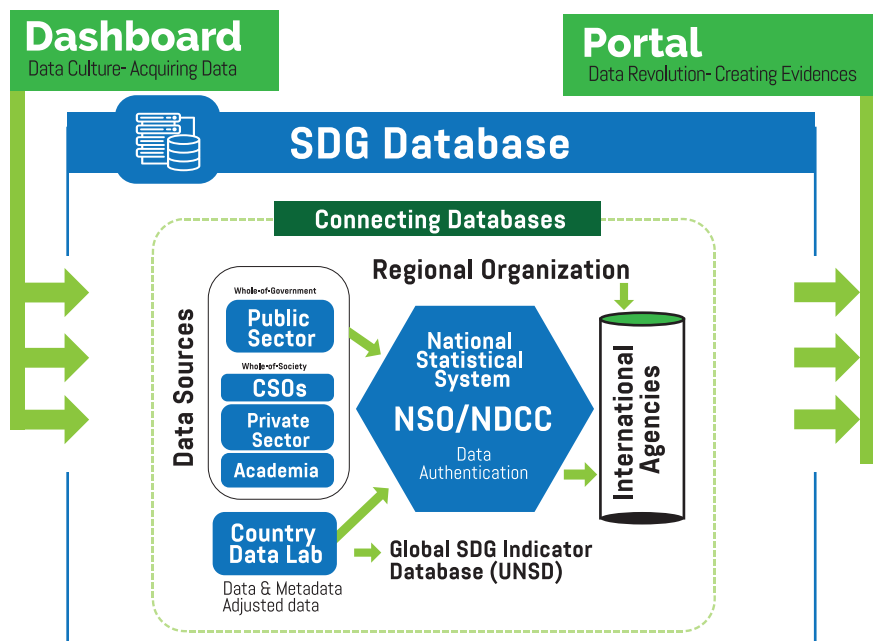 Dashboard
Data Culture- Acquiring Data
Portal
Data Revolution- Creating Evidences
SDG Database
Connecting Databases
Regional Organization
Data Sources
Whole-of-Government
Public
Sector
Whole-of-Society
CSOs
Private
Sector
Academia
National
Statistical
System
NSO/NDCC
Data
Authentication
International
Agencies
Country
Data Lab
Data & Metadata
Adjusted data
Global SDG Indicator
Database (UNSD)